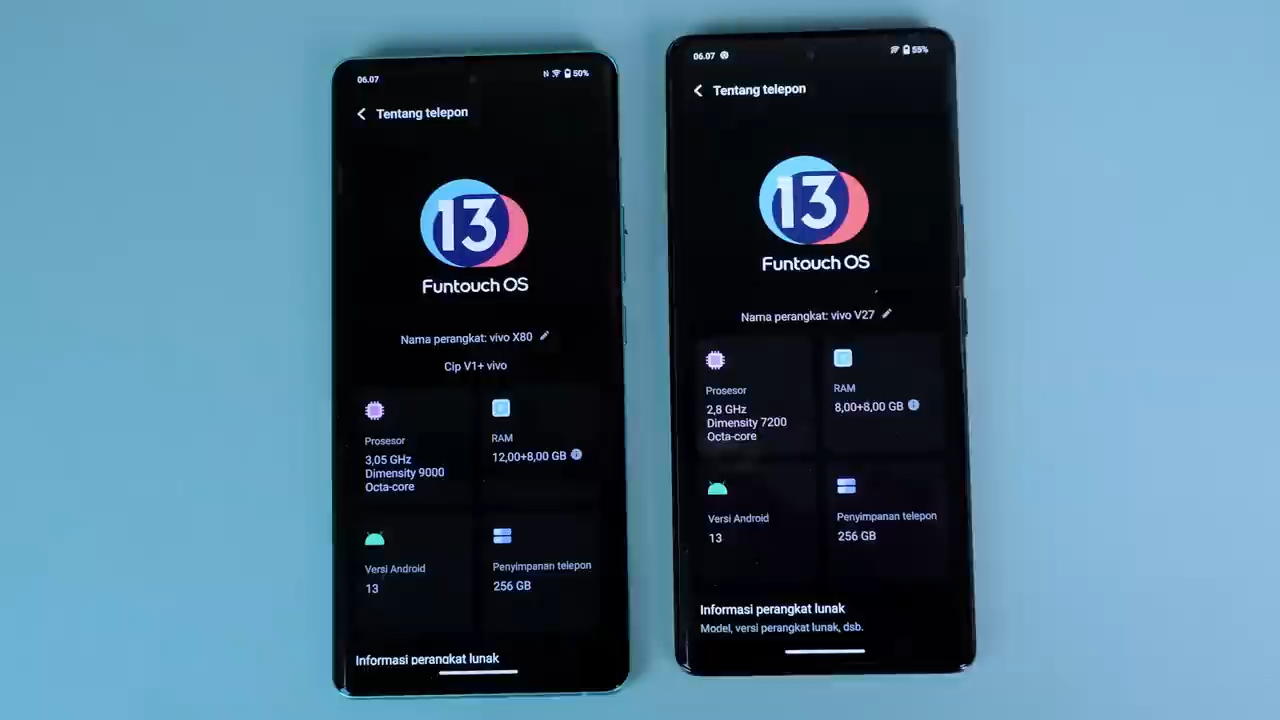 06.07
50%
Tentang telepon
13
Funtouch OS
Nama perangkat: vivo X80
Cip V1+ vivo
Prosesor
3,05 GHz
Dimensity 9000
Octa-core
RAM
12,00+8,00 GB
Versi Android
13
Penyimpanan telepon
256 GB
Informasi perangkat lunak
06.07
55%
Tentang telepon
13
Funtouch OS
Nama perangkat: vivo V27
Prosesor
2,8 GHz
Dimensity 7200
Octa-core
RAM
8,00+8,00 GB
Versi Android
13
Penyimpanan telepon
256 GB
Informasi perangkat lunak
Model, versi perangkat lunak, dsb.